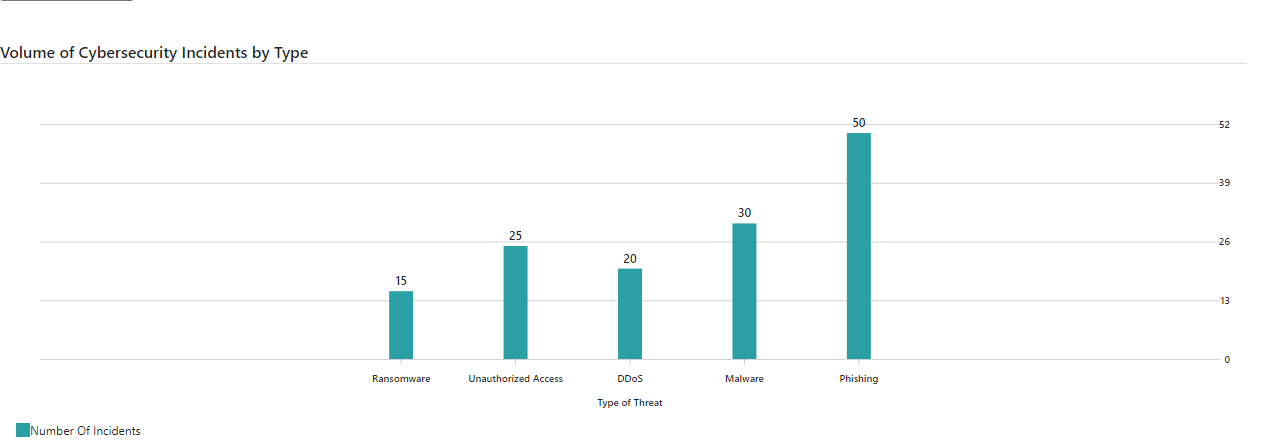 Volume of Cybersecurity Incidents by Type
50
52
39
30
25
26
20
15
13
0
Ransomware Unauthorized Access DDoS Malware Phishing
Type of Threat
Number Of Incidents